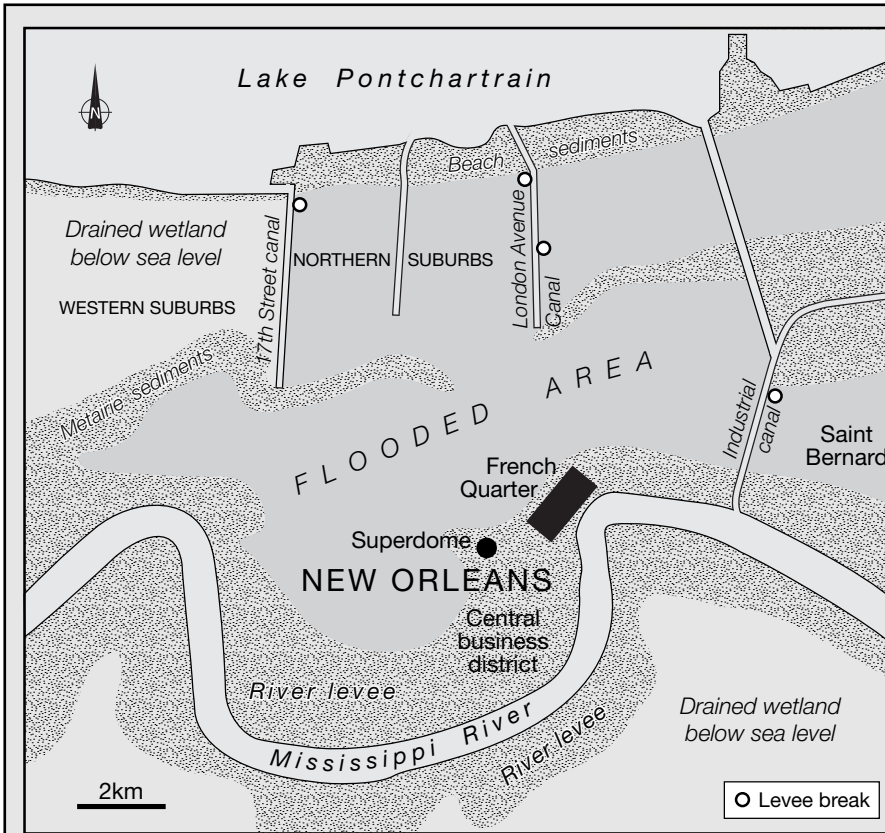 Lake Pontchartrain
N
Beach sediments
Drained wetland
below sea level
17th Street canal
NORTHERN SUBURBS
London Avenue
Canal
WESTERN SUBURBS
Metairie sediments
FLOODED AREA
Industrial
canal
Saint
Bernard
French
Quarter
Superdome
NEW ORLEANS
Central
business
district
River levee
Mississippi River
River levee
Drained wetland
below sea level
2km
Levee break